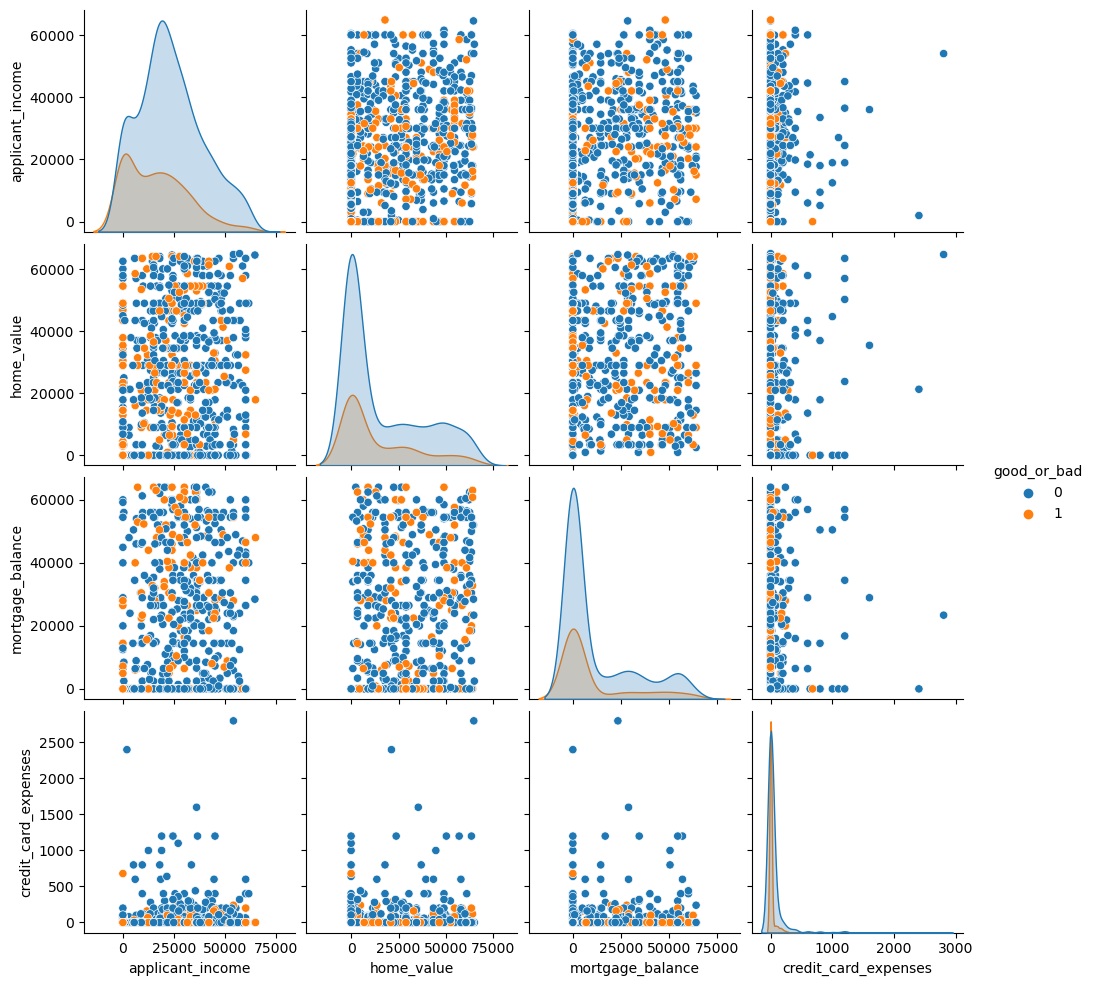 60000
40000
20000
0
applicant_income
60000
40000
20000
0
home_value
good_or_bad
0
1
60000
40000
20000
0
mortgage_balance
2500
2000
1500
1000
500
0
credit_card_expenses
0 25000 50000 75000 0 25000 50000 75000 0 25000 50000 75000 0 1000 2000 3000
applicant_income home_value mortgage_balance credit_card_expenses